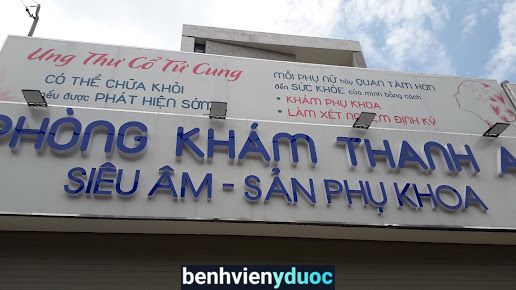 Ung Thư Cổ Tử Cung
CÓ THỂ CHỮA KHỎI
nếu được PHÁT HIỆN SỚM
MỖI PHỤ NỮ hãy QUAN TÂM HƠN
đến SỨC KHỎE của mình bằng cách
• KHÁM PHỤ KHOA
• LÀM XÉT NGHIỆM ĐỊNH KỲ
PHÒNG KHÁM THANH
SIÊU ÂM - SẢN PHỤ KHOA
benhvienyduoc